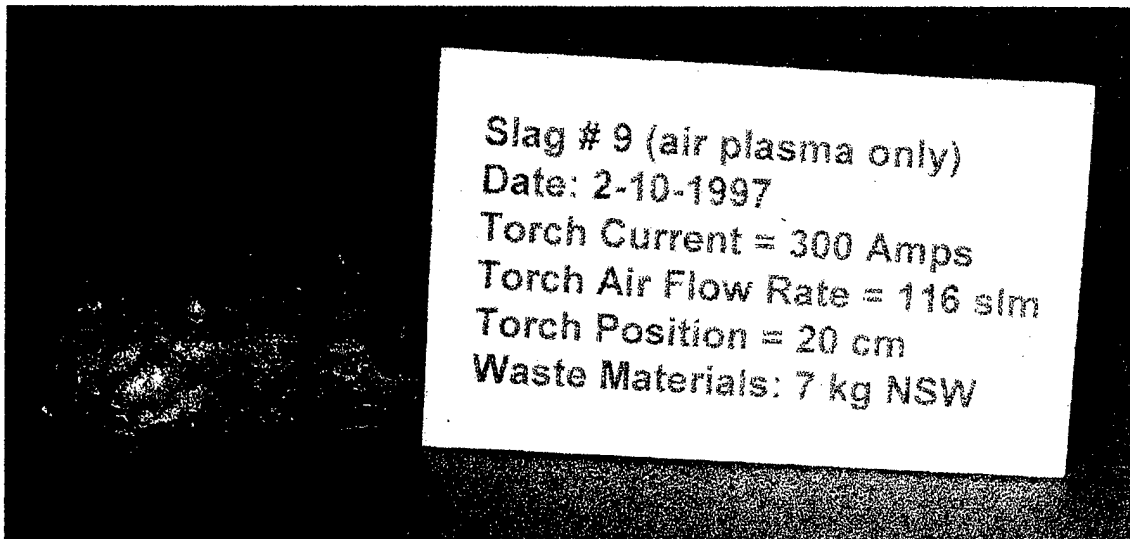 Slag # 9 (air plasma only)
Date: 2-10-1997
Torch Current = 300 Amps
Torch Air Flow Rate = 116 slm
Torch Position = 20 cm
Waste Materials: 7 kg NSW